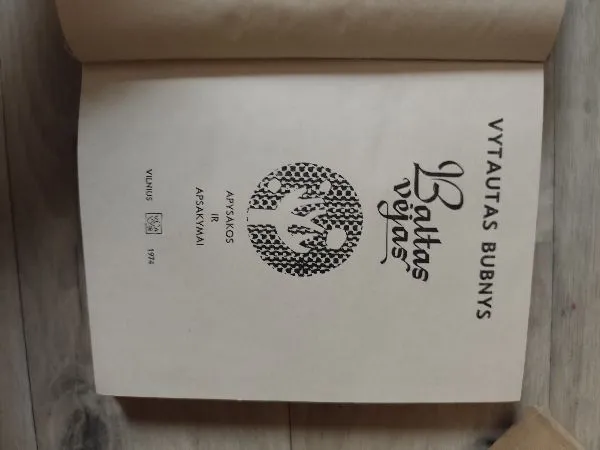 VYTAUTAS BUBNYS
Baltas
vėjas
APYSAKOS
IR
APSAKYMAI
VILNIUS 1974